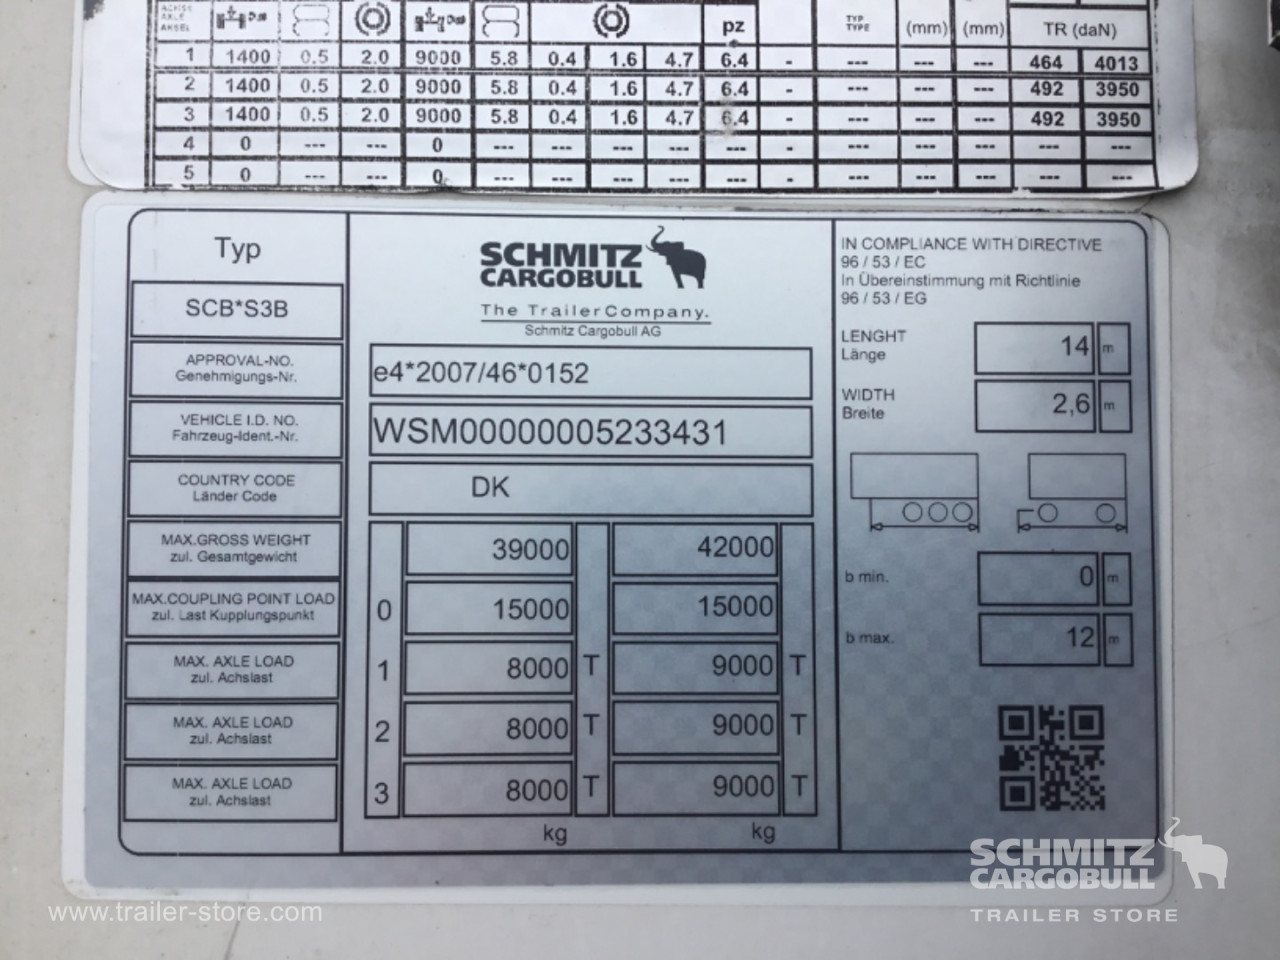 ACHSE
AXLE
AKSEL
pz
TYP
TYPE
(mm) (mm)
TR (daN)
1 1400 0.5 2.0 9000 5.8 0.4 1.6 4.7 6.4 - --- --- --- 464 4013
2 1400 0.5 2.0 9000 5.8 0.4 1.6 4.7 6.4 - --- --- --- 492 3950
3 1400 0.5 2.0 9000 5.8 0.4 1.6 4.7 6.4 - --- --- --- 492 3950
4 0 --- --- 0 --- --- --- --- --- - --- --- --- --- ---
5 0 --- --- 0 --- --- --- --- --- - --- --- --- --- ---
Typ
SCB*S3B
SCHMITZ
CARGOBULL
The TrailerCompany.
Schmitz Cargobull AG
APPROVAL-NO.
Genehmigungs-Nr.
e4*2007/46*0152
VEHICLE I.D. NO.
Fahrzeug-Ident.-Nr.
WSM00000005233431
COUNTRY CODE
Länder Code
DK
MAX.GROSS WEIGHT
zul. Gesamtgewicht
39000 42000
MAX.COUPLING POINT LOAD
zul. Last Kupplungspunkt
0 15000 15000
MAX. AXLE LOAD
zul. Achslast
1 8000 T 9000 T
MAX. AXLE LOAD
zul. Achslast
2 8000 T 9000 T
MAX. AXLE LOAD
zul. Achslast
3 8000 T 9000 T
kg kg
IN COMPLIANCE WITH DIRECTIVE
96 / 53 / EC
In Übereinstimmung mit Richtlinie
96 / 53 / EG
LENGHT
Länge
14 m
WIDTH
Breite
2,6 m
b min. 0 m
b max. 12 m
SCHMITZ
CARGOBULL
TRAILER STORE
www.trailer-store.com